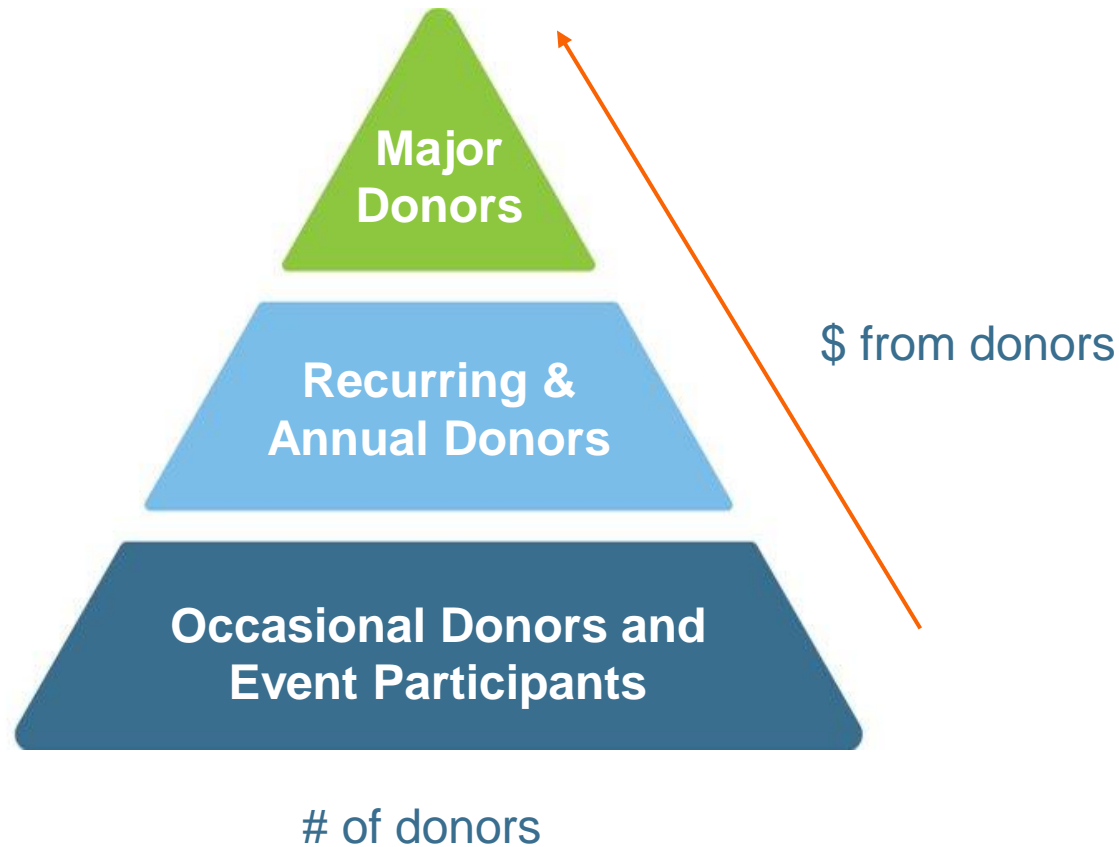 Major
Donors
$ from donors
Recurring &
Annual Donors
Occasional Donors and
Event Participants
# of donors